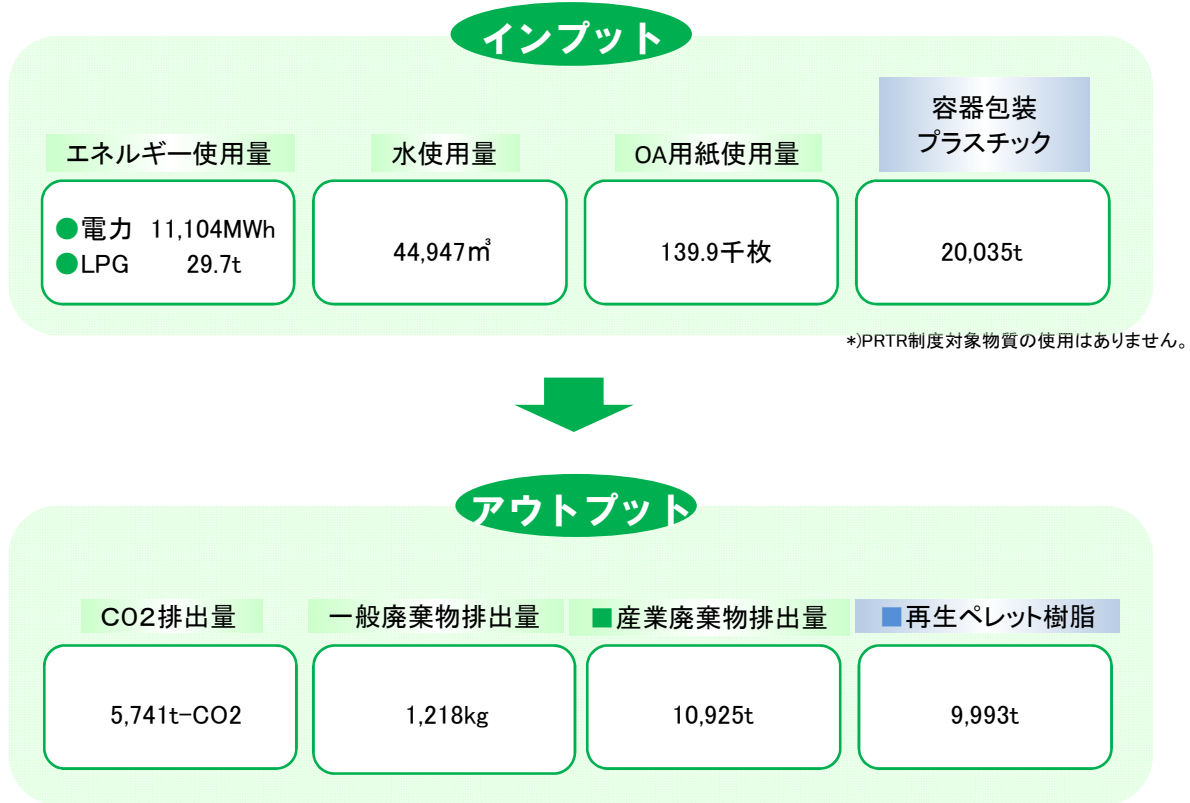 インプット
エネルギー使用量
●電力 11,104MWh
●LPG 29.7t
水使用量
44,947㎥
OA用紙使用量
139.9千枚
容器包装
プラスチック
20,035t
*)PRTR制度対象物質の使用はありません。
アウトプット
CO2排出量
5,741t-CO2
一般廃棄物排出量
1,218kg
■産業廃棄物排出量
10,925t
■再生ペレット樹脂
9,993t